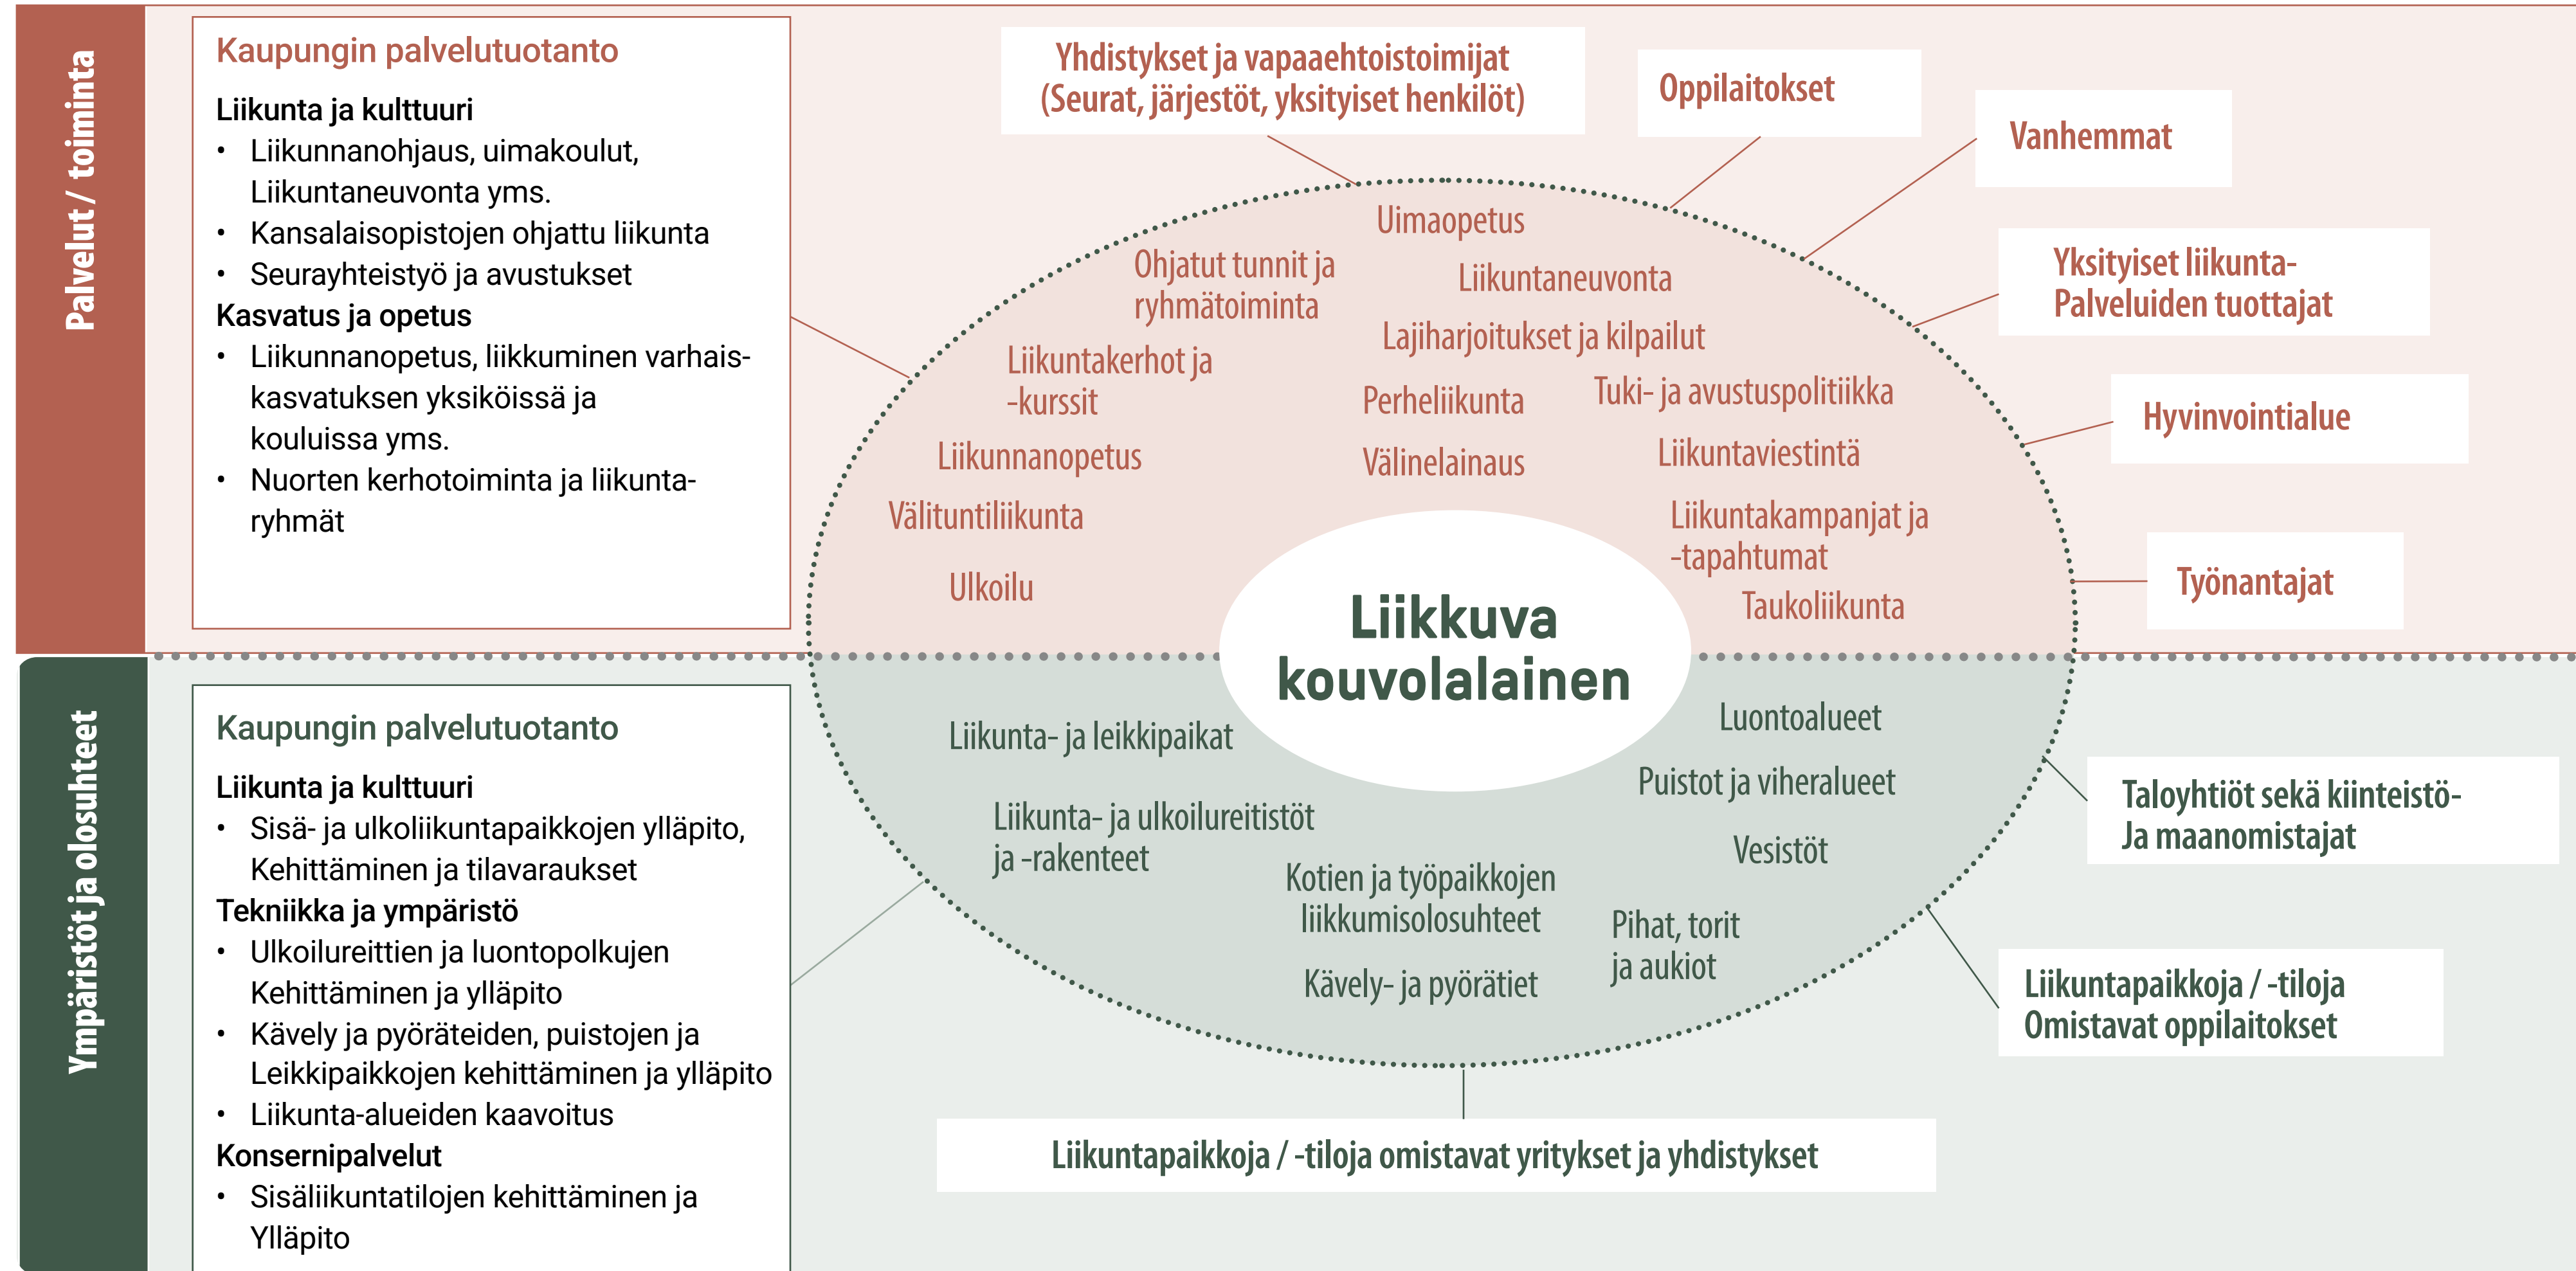 Palvelut / toiminta
Kaupungin palvelutuotanto
Liikunta ja kulttuuri
• Liikunnanohjaus, uimakoulut,
Liikuntaneuvonta yms.
• Kansalaisopistojen ohjattu liikunta
• Seurayhteistyö ja avustukset
Kasvatus ja opetus
• Liikunnanopetus, liikkuminen varhais-
kasvatuksen yksiköissä ja
kouluissa yms.
• Nuorten kerhotoiminta ja liikunta-
ryhmät
Yhdistykset ja vapaaehtoistoimijat
(Seurat, järjestöt, yksityiset henkilöt)
Oppilaitokset
Vanhemmat
Yksityiset liikunta-
Palveluiden tuottajat
Hyvinvointialue
Työnantajat
Uimaopetus
Ohjatut tunnit ja
ryhmätoiminta
Liikuntaneuvonta
Lajiharjoitukset ja kilpailut
Liikuntakerhot ja
-kurssit
Perheliikunta
Tuki- ja avustuspolitiikka
Liikunnanopetus
Välinelainaus
Liikuntaviestintä
Välituntiliikunta
Liikuntakampanjat ja
-tapahtumat
Ulkoilu
Taukoliikunta
Liikkuva
kouvolalainen
Ympäristöt ja olosuhteet
Kaupungin palvelutuotanto
Liikunta ja kulttuuri
• Sisä- ja ulkoliikuntapaikkojen ylläpito,
Kehittäminen ja tilavaraukset
Tekniikka ja ympäristö
• Ulkoilureittien ja luontopolkujen
Kehittäminen ja ylläpito
• Kävely ja pyöräteiden, puistojen ja
Leikkipaikkojen kehittäminen ja ylläpito
• Liikunta-alueiden kaavoitus
Konsernipalvelut
• Sisäliikuntatilojen kehittäminen ja
Ylläpito
Liikunta- ja leikkipaikat
Luontoalueet
Puistot ja viheralueet
Liikunta- ja ulkoilureitistöt
ja -rakenteet
Vesistöt
Kotien ja työpaikkojen
liikkumisolosuhteet
Pihat, torit
ja aukiot
Kävely- ja pyörätiet
Taloyhtiöt sekä kiinteistö-
Ja maanomistajat
Liikuntapaikkoja / -tiloja
Omistavat oppilaitokset
Liikuntapaikkoja / -tiloja omistavat yritykset ja yhdistykset